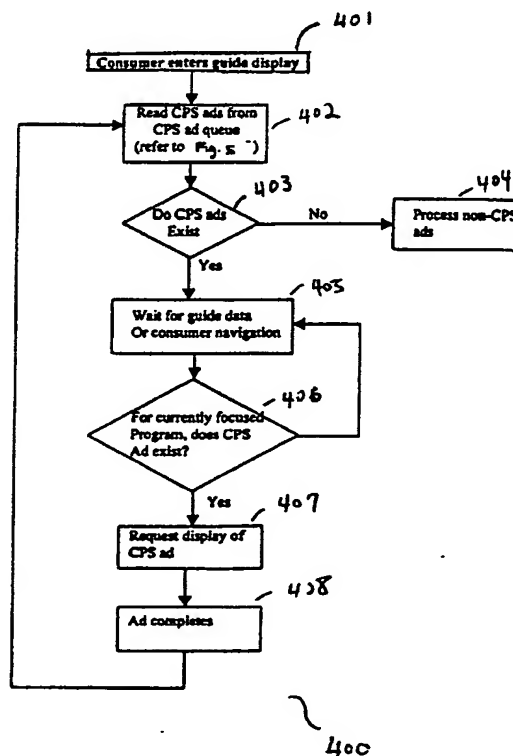 401
Consumer enters guide display
Read CPS ads from
CPS ad queue
(refer to Fig. 5 )
402
403
Do CPS ads
Exist
No
404
Process non-CPS
ads
Yes
405
Wait for guide data
Or consumer navigation
406
For currently focused
Program, does CPS
Ad exist?
Yes
407
Request display of
CPS ad
408
Ad completes
400